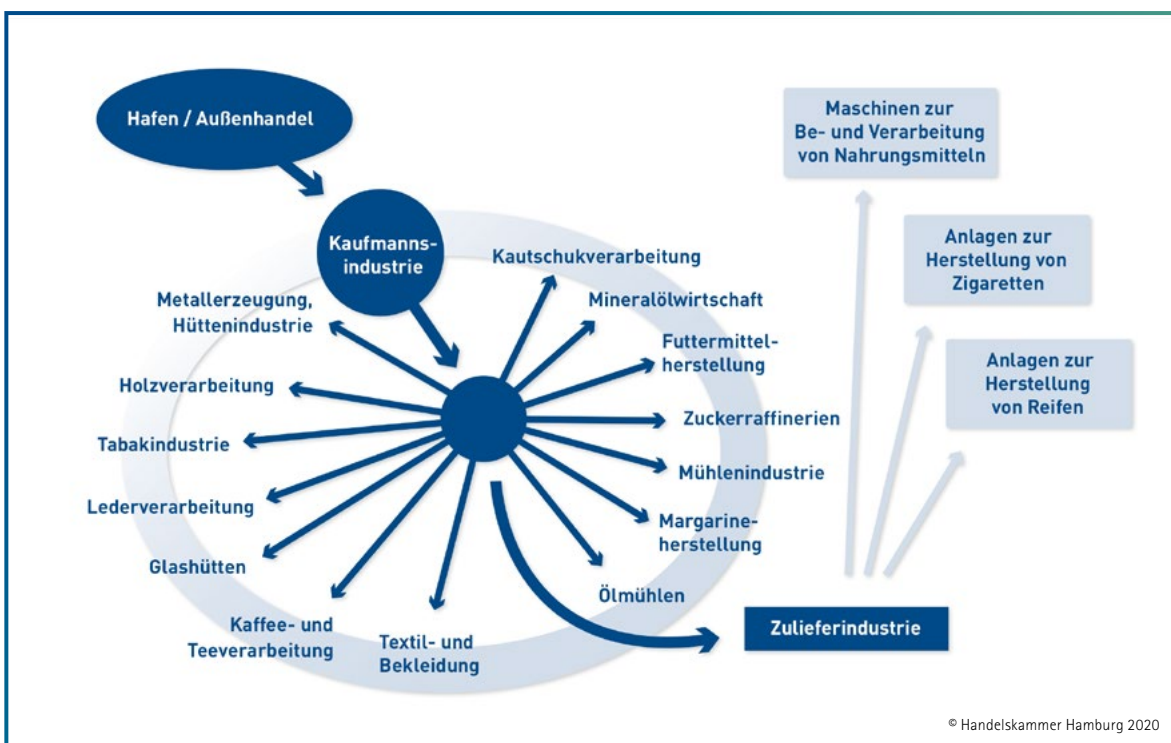 Hafen / Außenhandel
Kaufmanns-
industrie
Kautschukverarbeitung
Mineralölwirtschaft
Futtermittel-
herstellung
Zuckerraffinerien
Mühlenindustrie
Margarine-
herstellung
Ölmühlen
Textil- und
Bekleidung
Kaffee- und
Teeverarbeitung
Glashütten
Lederverarbeitung
Tabakindustrie
Holzverarbeitung
Metallerzeugung,
Hüttenindustrie
Maschinen zur
Be- und Verarbeitung
von Nahrungsmitteln
Anlagen zur
Herstellung von
Zigaretten
Anlagen zur
Herstellung
von Reifen
Zulieferindustrie
© Handelskammer Hamburg 2020